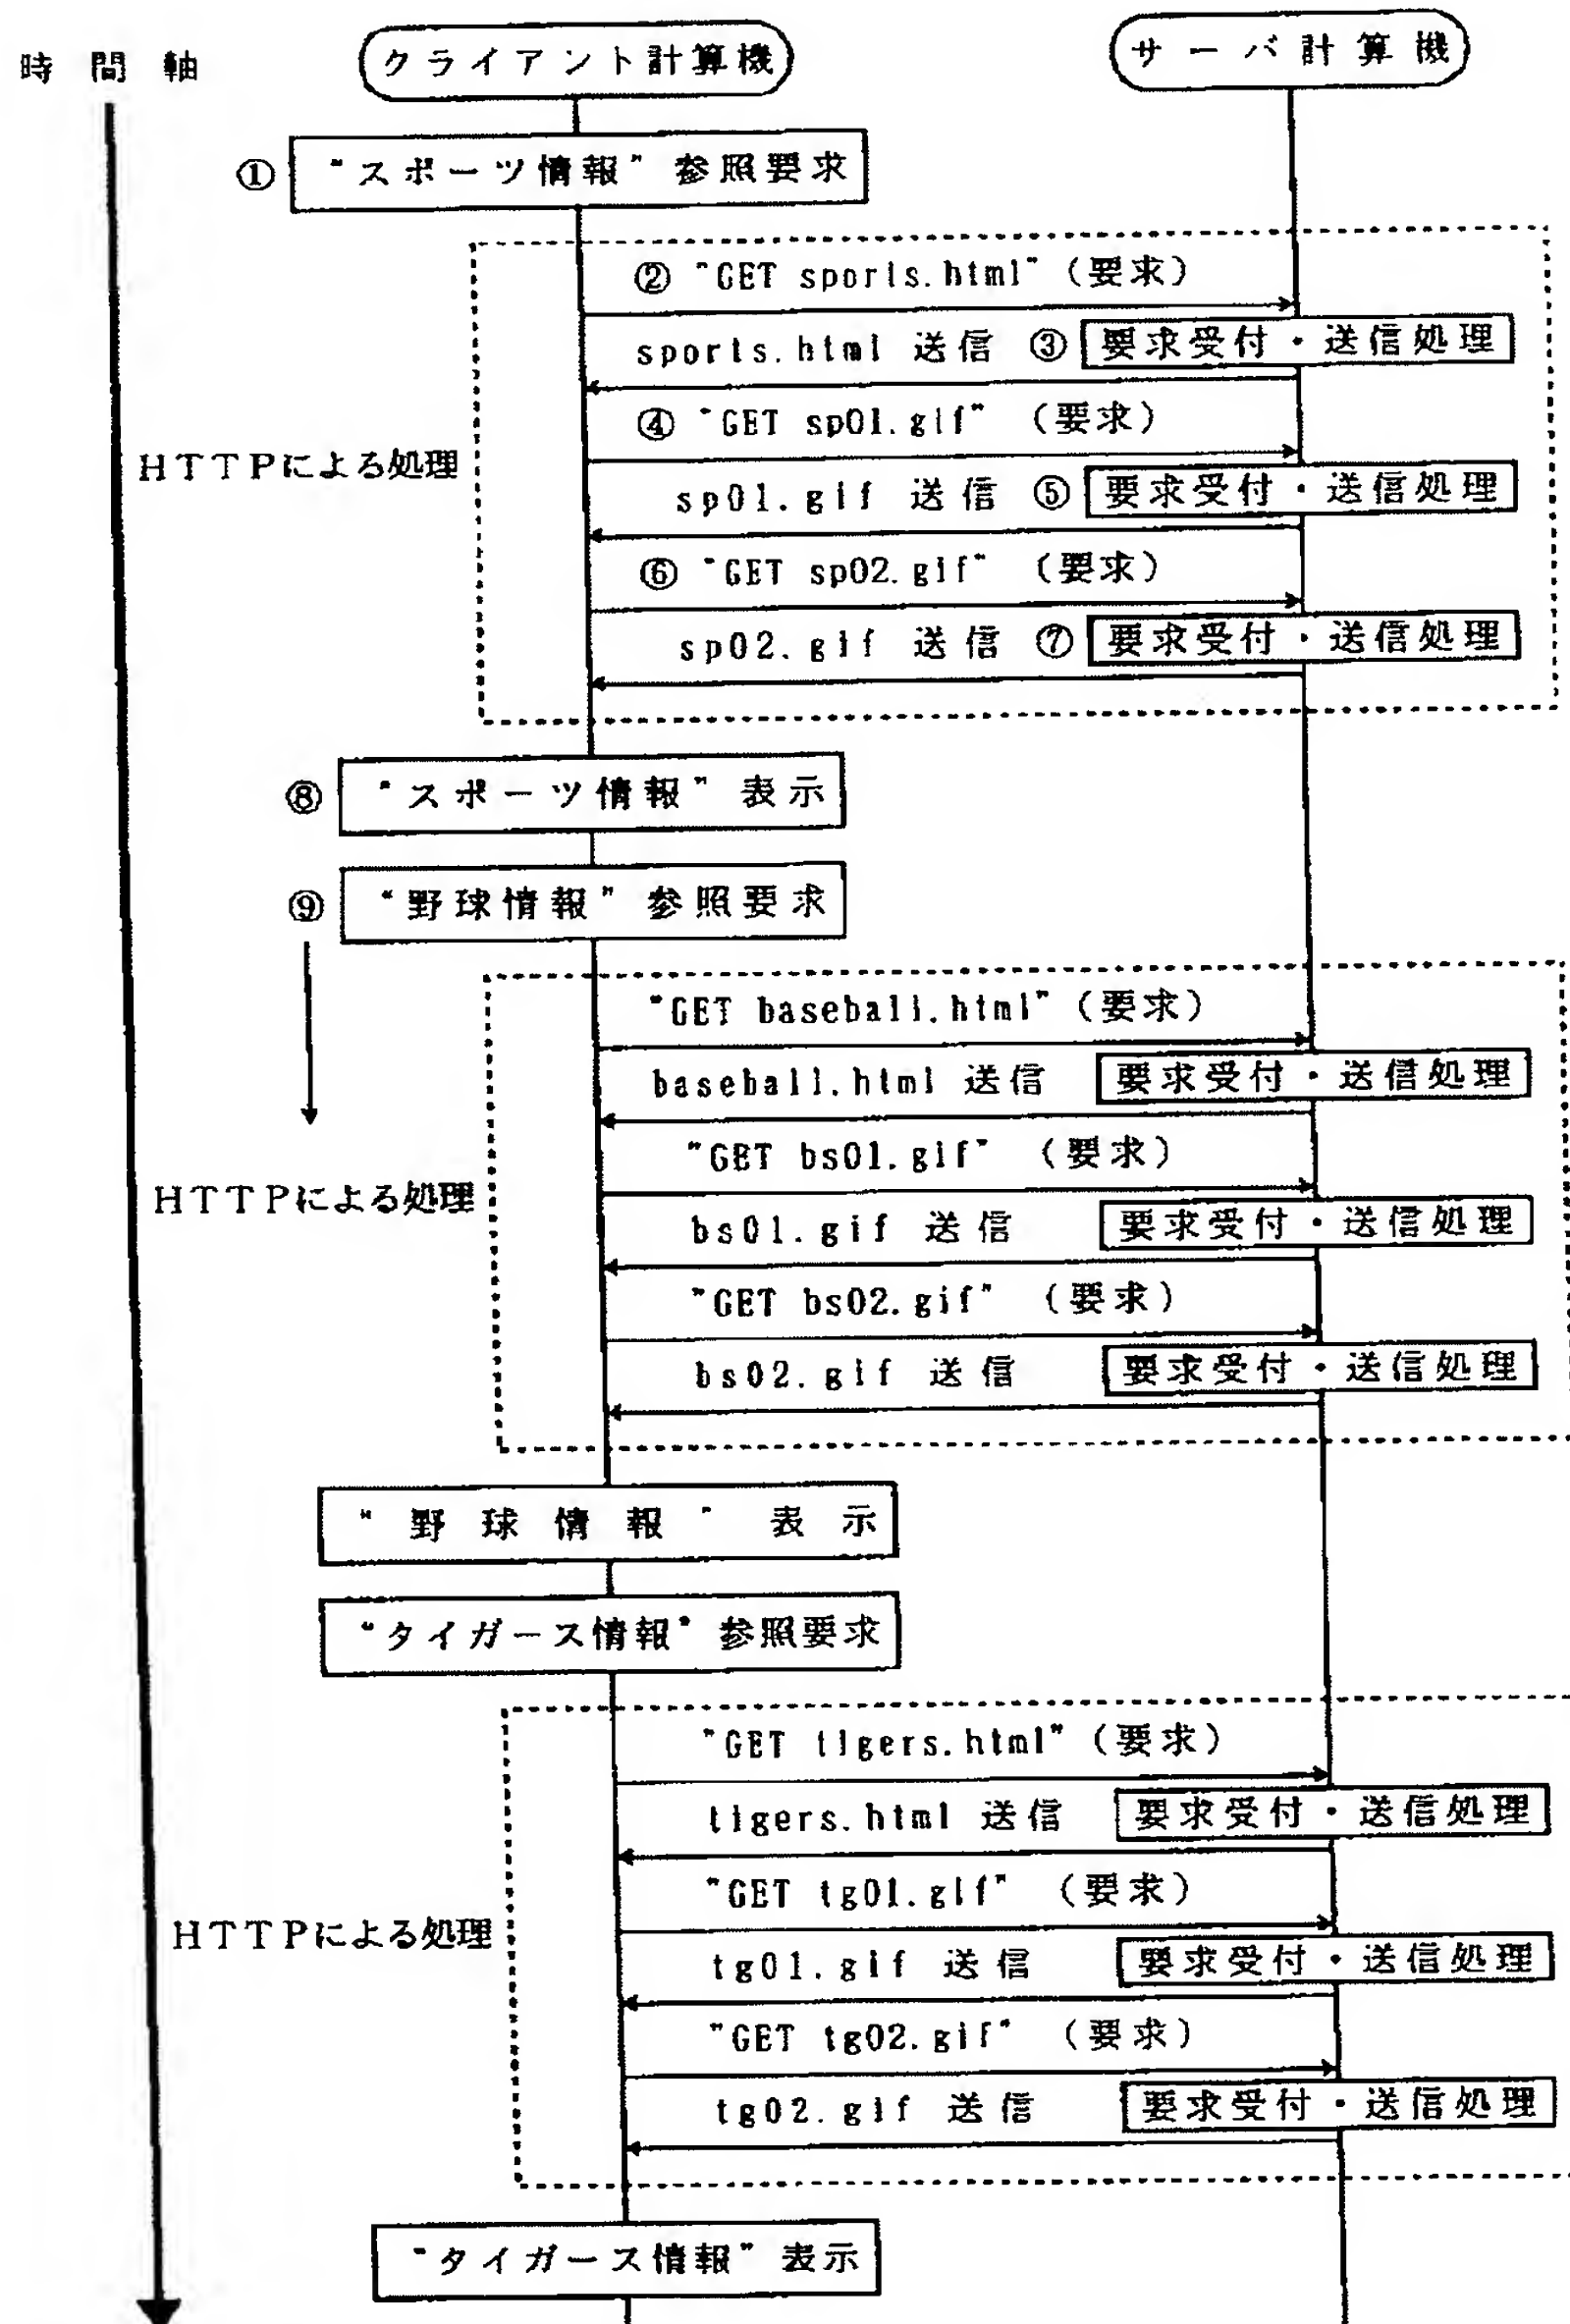 時間軸 クライアント計算機 サーバ計算機
① “スポーツ情報” 参照要求
② "GET sports.html"（要求）
sports.html 送信 ③ 要求受付・送信処理
④ "GET sp01.gif" （要求）
HTTPによる処理
sp01.gif 送信 ⑤ 要求受付・送信処理
⑥ "GET sp02.gif" （要求）
sp02.gif 送信 ⑦ 要求受付・送信処理
⑧ “スポーツ情報” 表示
⑨ “野球情報” 参照要求
"GET baseball.html"（要求）
baseball.html 送信 要求受付・送信処理
"GET bs01.gif" （要求）
HTTPによる処理
bs01.gif 送信 要求受付・送信処理
"GET bs02.gif" （要求）
bs02.gif 送信 要求受付・送信処理
“野球情報” 表示
“タイガース情報” 参照要求
"GET tigers.html"（要求）
tigers.html 送信 要求受付・送信処理
"GET tg01.gif" （要求）
HTTPによる処理
tg01.gif 送信 要求受付・送信処理
"GET tg02.gif" （要求）
tg02.gif 送信 要求受付・送信処理
“タイガース情報” 表示